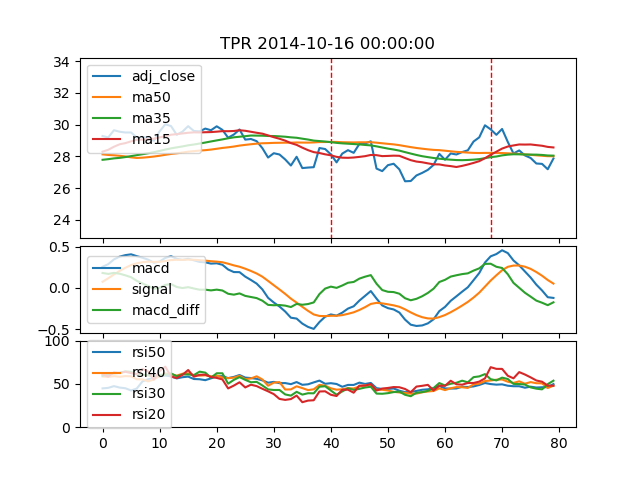 TPR 2014-10-16 00:00:00
34
32
30
28
26
24
adj_close
ma50
ma35
ma15
0.5
0.0
−0.5
macd
signal
macd_diff
100
50
0
rsi50
rsi40
rsi30
rsi20
0 10 20 30 40 50 60 70 80